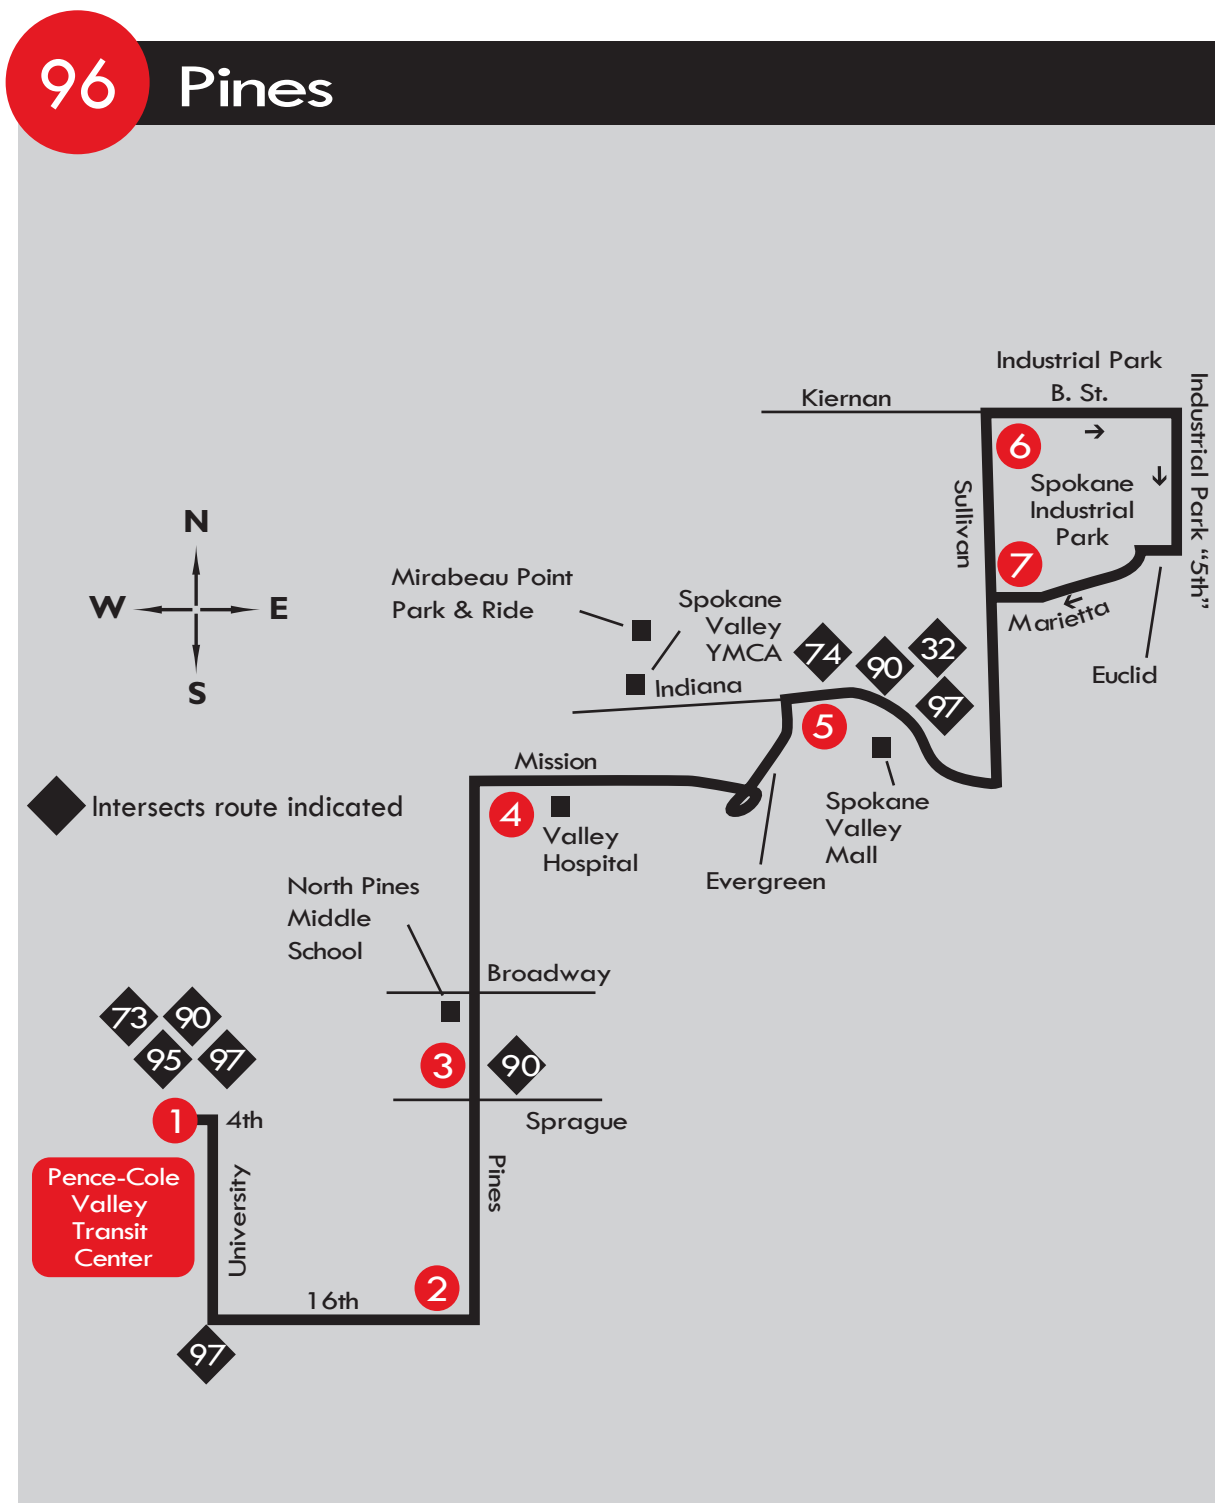 96 Pines
Industrial Park
B. St.
Kiernan
Industrial Park "5th"
6
Sullivan
Spokane
Industrial
Park
7
Marietta
Euclid
N
W E
S
Mirabeau Point
Park & Ride
Spokane
Valley
YMCA
Indiana
74
90
32
97
5
Mission
4
Valley
Hospital
Spokane
Valley
Mall
Evergreen
Intersects route indicated
North Pines
Middle
School
Broadway
73 90
95 97
3
90
Sprague
1
4th
Pence-Cole
Valley
Transit
Center
University
Pines
2
16th
97